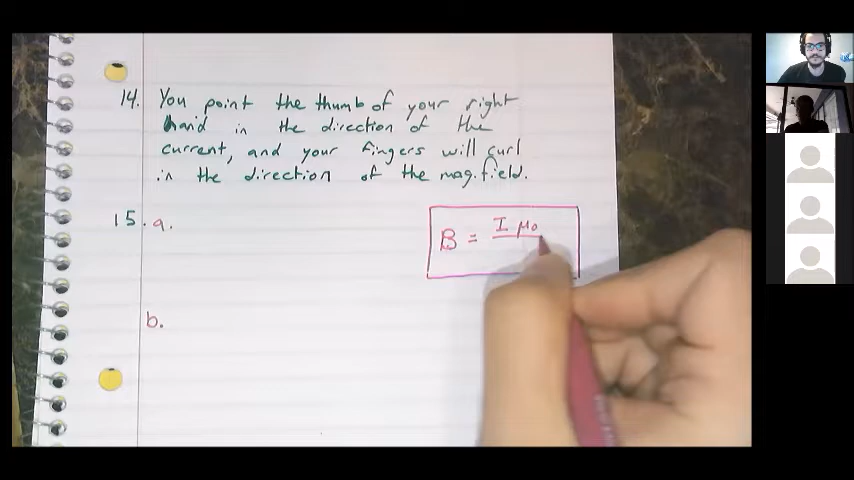 14. You point the thumb of your right
hand in the direction of the
current, and your fingers will curl
in the direction of the mag. field.
15. a.
B = I μ0
b.